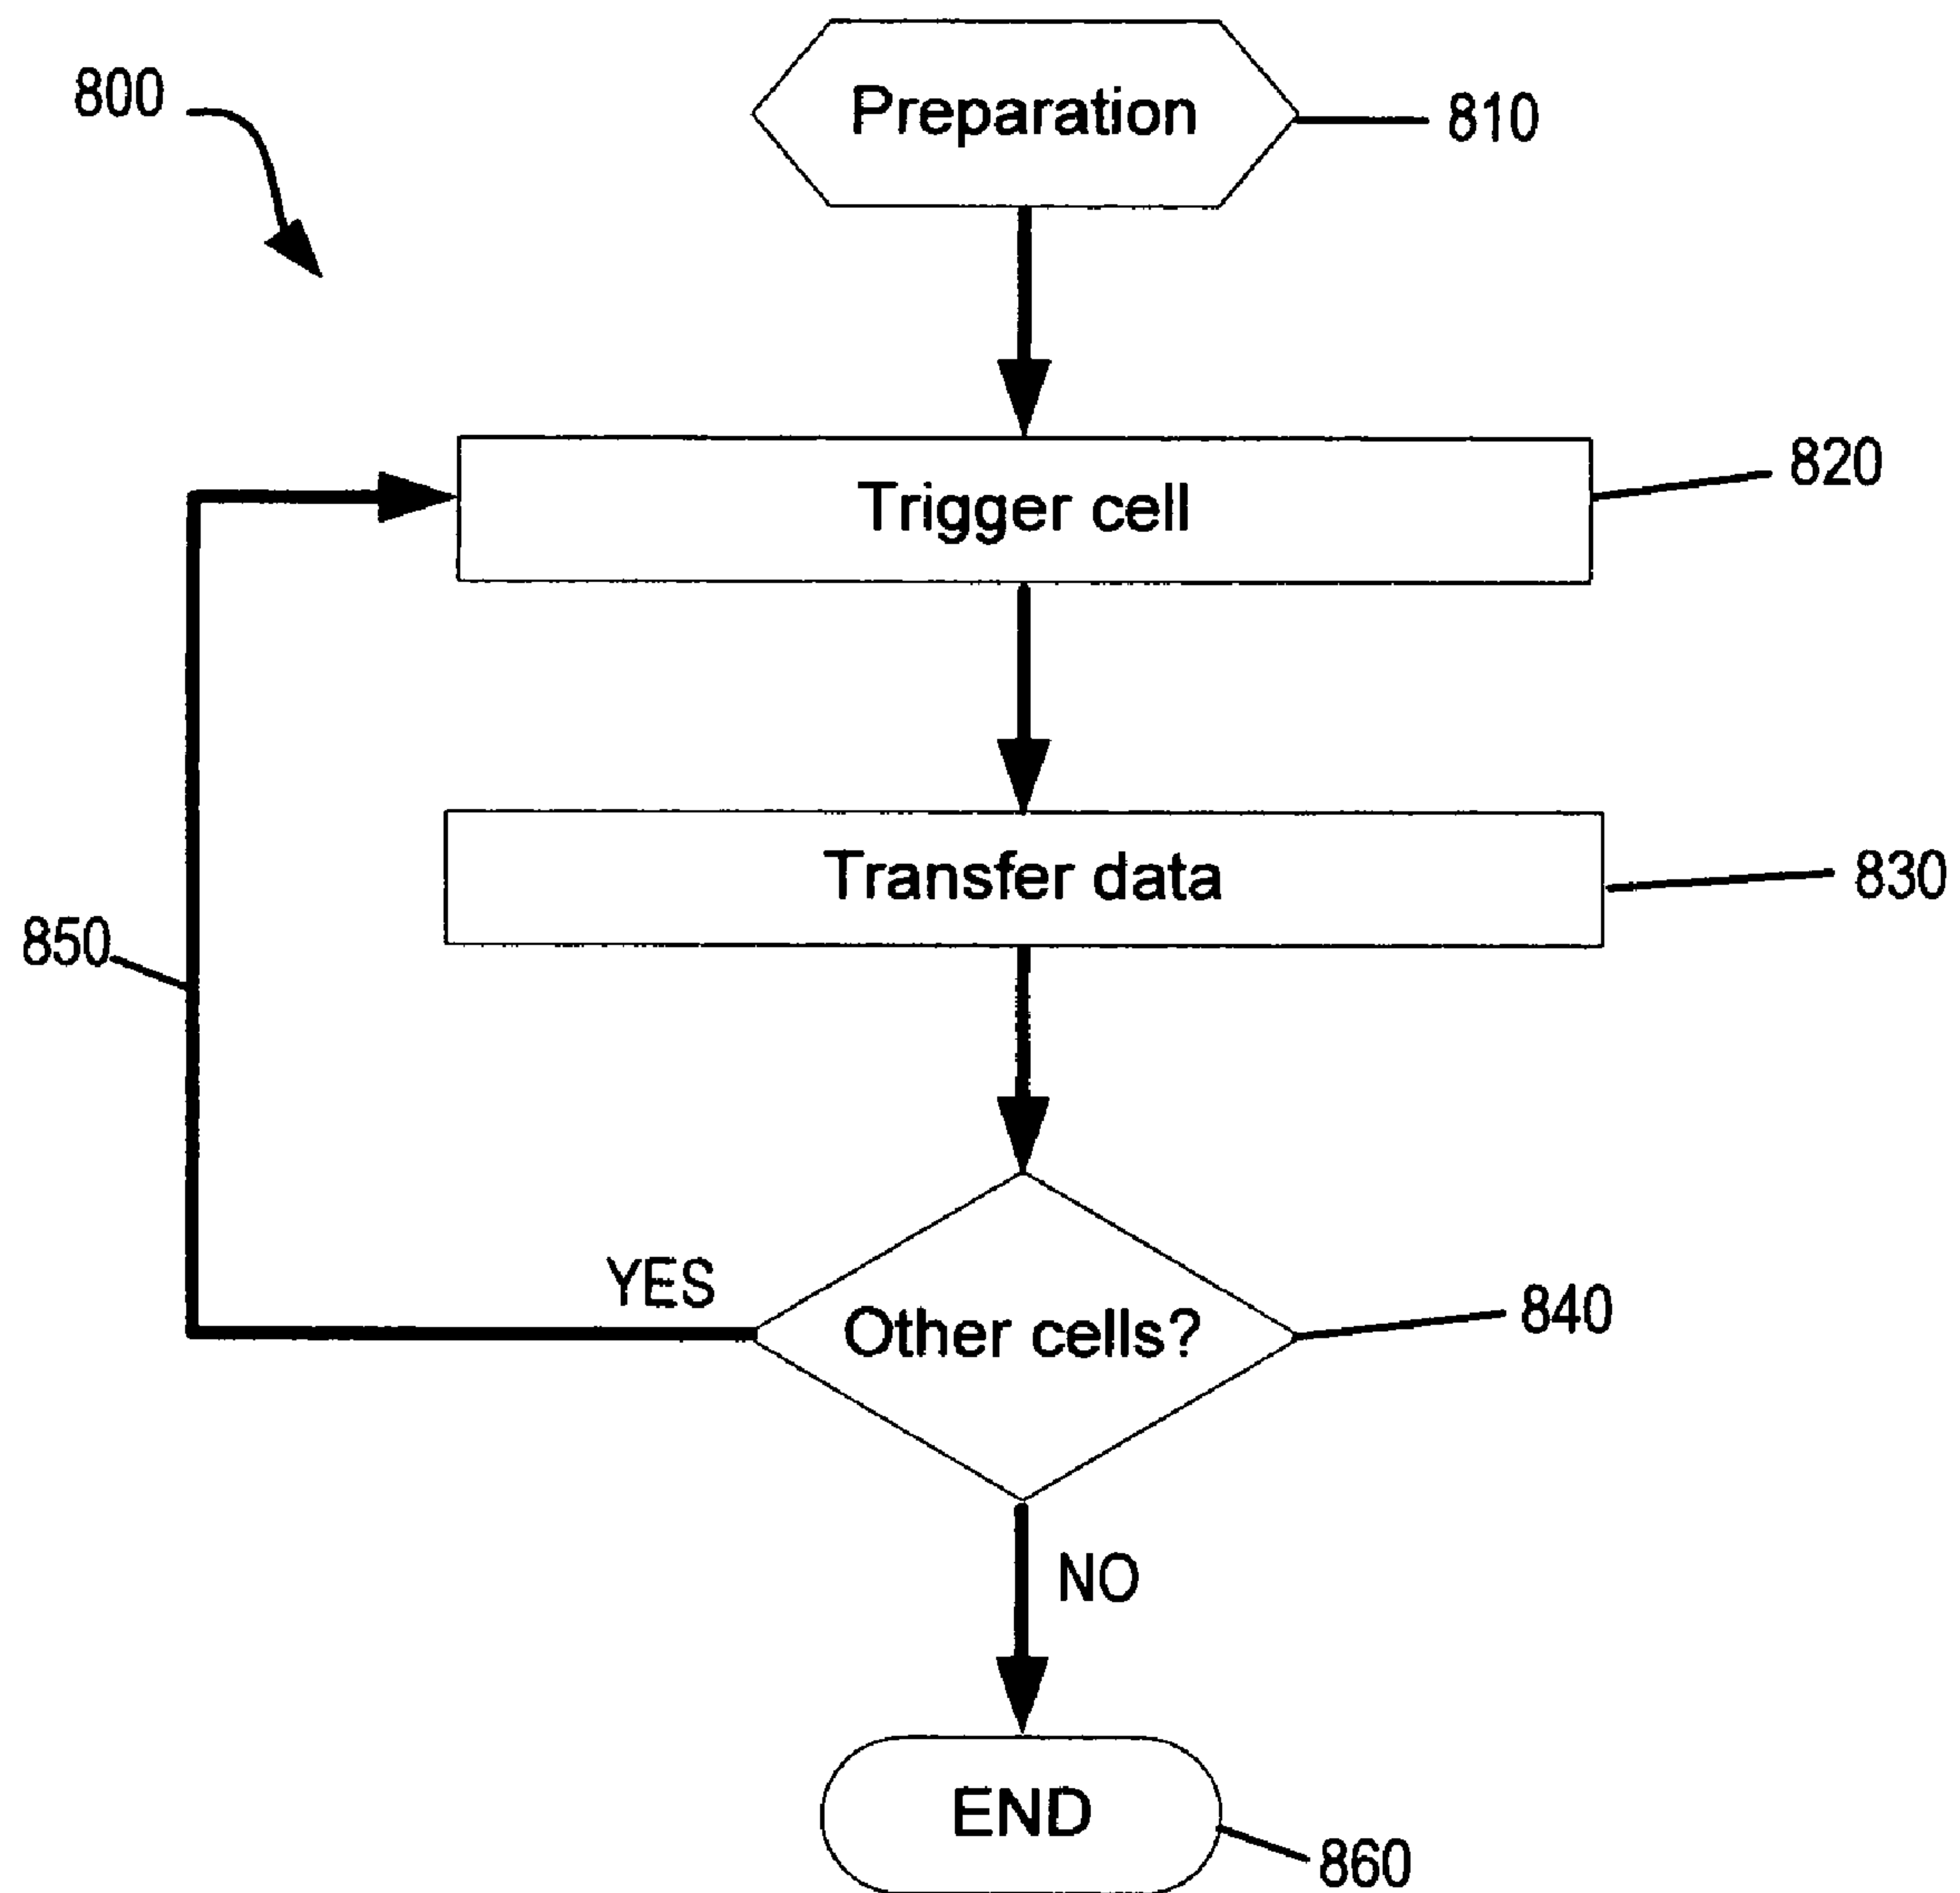 800
Preparation
810
820
Trigger cell
Transfer data
830
850
YES
Other cells?
840
NO
END
860